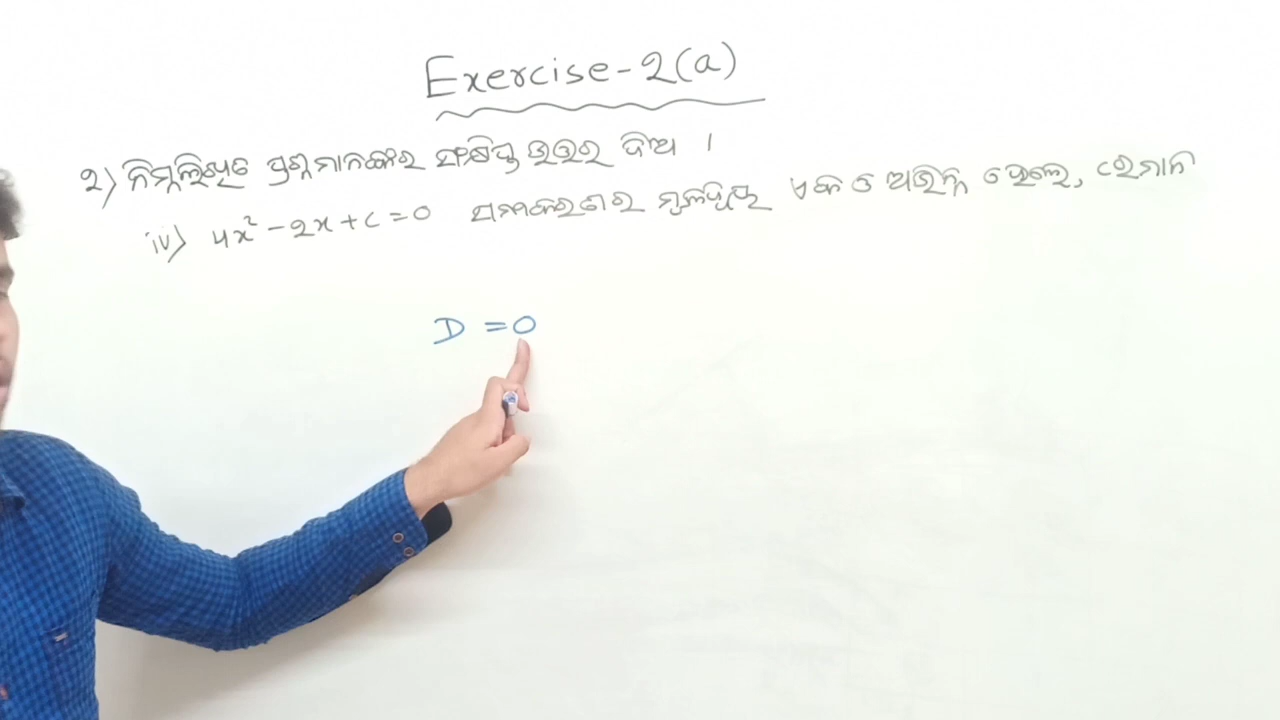 Exercise-2(a)
୨) ନିମ୍ନଲିଖିତ ପ୍ରଶ୍ନମାନଙ୍କର ସଂକ୍ଷିପ୍ତ ଉତ୍ତର ଦିଅ ।
iv) 4x² - 2x + c = 0 ସମୀକରଣର ମୂଳଦ୍ୱୟ ଏକ ଓ ଅଭିନ୍ନ ହେଲେ, cରେମାନ
D = 0